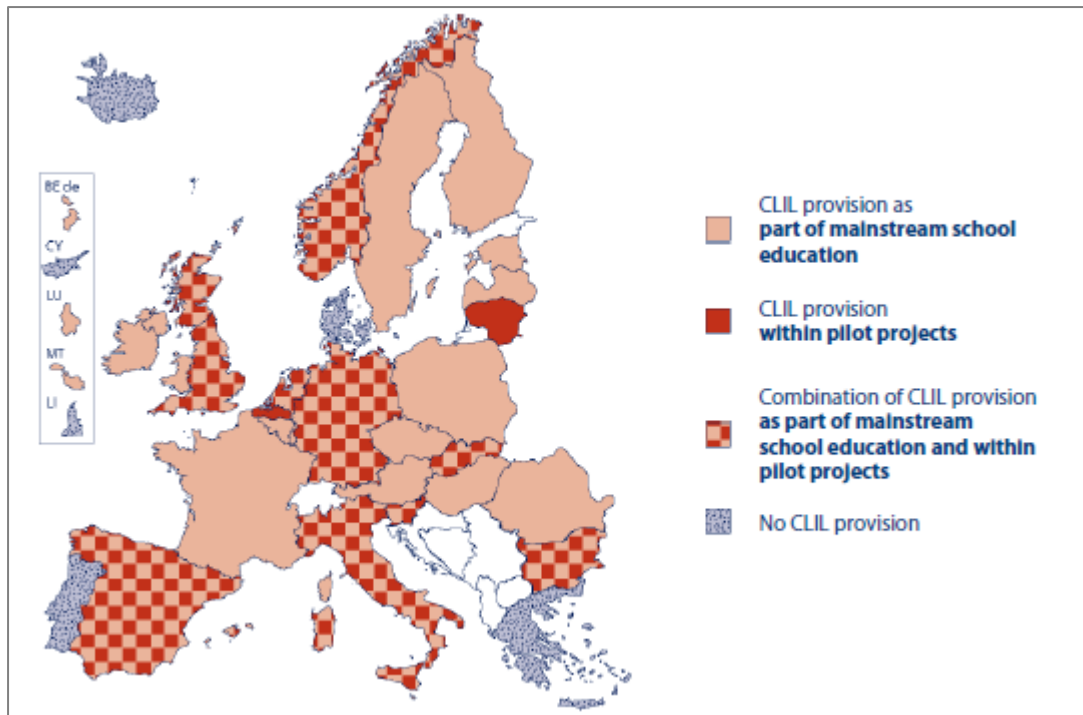 BE de
CY
LU
MT
LI
CLIL provision as
part of mainstream school
education
CLIL provision
within pilot projects
Combination of CLIL provision
as part of mainstream
school education and within
pilot projects
No CLIL provision